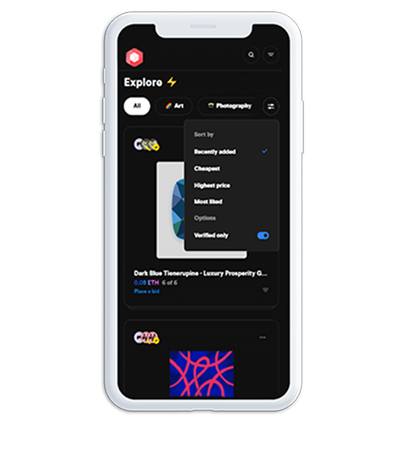 Explore ⚡
All
Art
Photography
Sort by
Recently added
Cheapest
Highest price
Most liked
Options
Verified only
Dark Blue Tienerupine - Luxury Prosperity G...
0.08 ETH 6 of 6
Place a bid